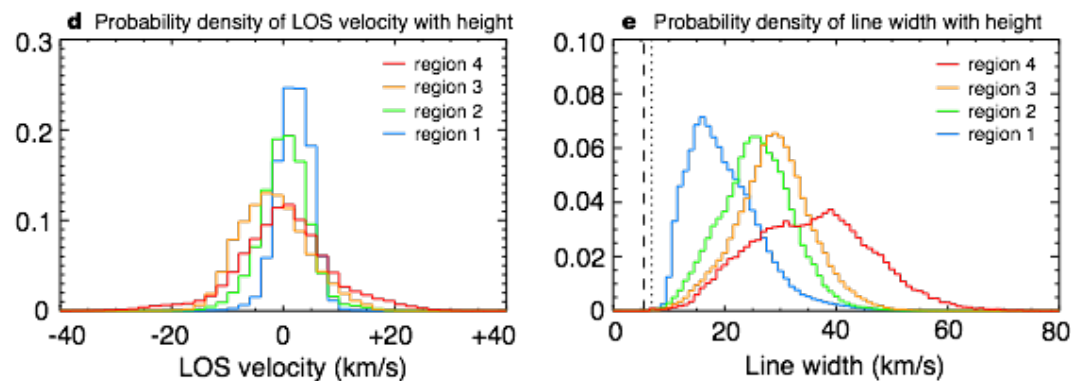 d Probability density of LOS velocity with height
0.3
0.2
0.1
0
region 4
region 3
region 2
region 1
-40 -20 0 +20 +40
LOS velocity (km/s)
e Probability density of line width with height
0.10
0.08
0.06
0.04
0.02
0.00
region 4
region 3
region 2
region 1
0 20 40 60 80
Line width (km/s)